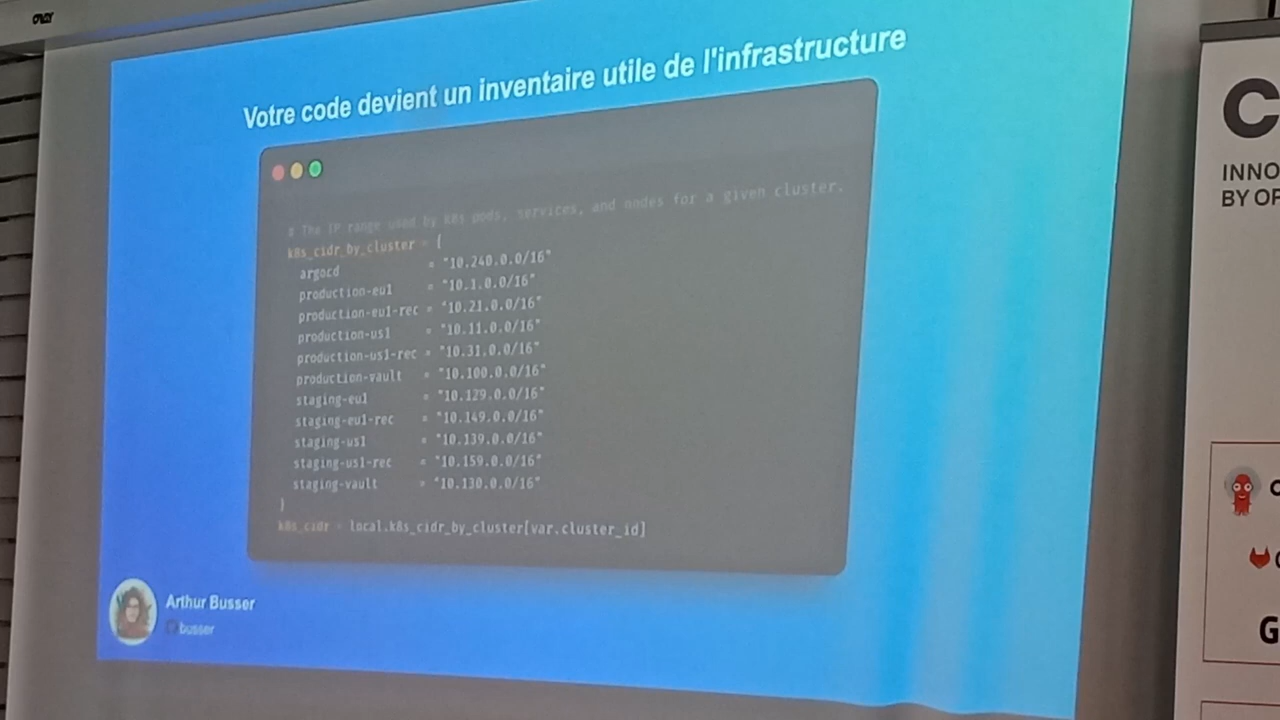 Votre code devient un inventaire utile de l'infrastructure
# The IP range used by k8s pods, services, and nodes for a given cluster.
k8s_cidr_by_cluster = {
argocd = "10.240.0.0/16"
production-eu1 = "10.1.0.0/16"
production-eu1-rec = "10.21.0.0/16"
production-us1 = "10.11.0.0/16"
production-us1-rec = "10.31.0.0/16"
production-vault = "10.100.0.0/16"
staging-eu1 = "10.129.0.0/16"
staging-eu1-rec = "10.149.0.0/16"
staging-us1 = "10.139.0.0/16"
staging-us1-rec = "10.159.0.0/16"
staging-vault = "10.130.0.0/16"
}
k8s_cidr = local.k8s_cidr_by_cluster[var.cluster_id]
Arthur Busser
busser
C
INNO
BY OP
G